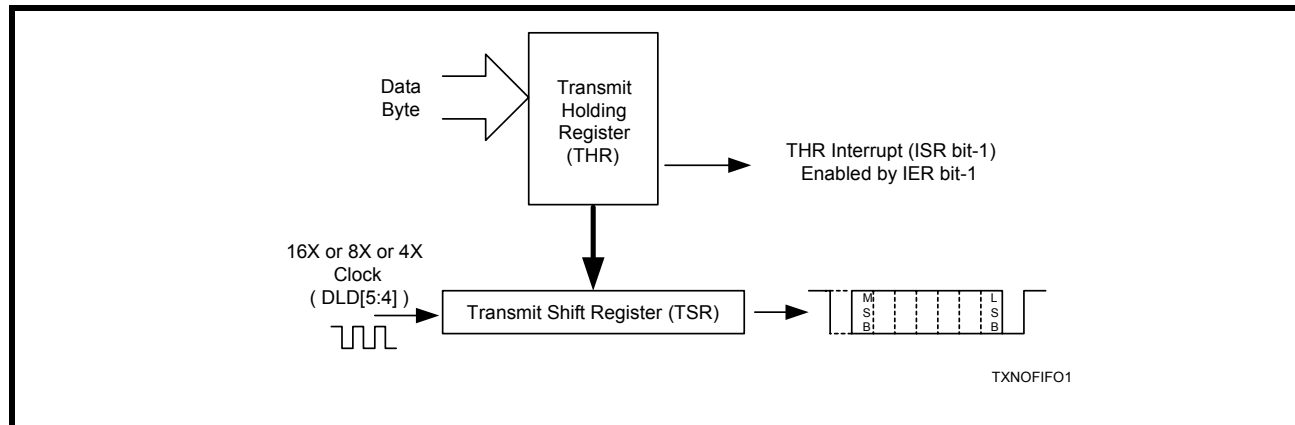 Data
Byte
Transmit
Holding
Register
(THR)
THR Interrupt (ISR bit-1)
Enabled by IER bit-1
16X or 8X or 4X
Clock
( DLD[5:4] )
Transmit Shift Register (TSR)
M
S
B
L
S
B
TXNOFIFO1